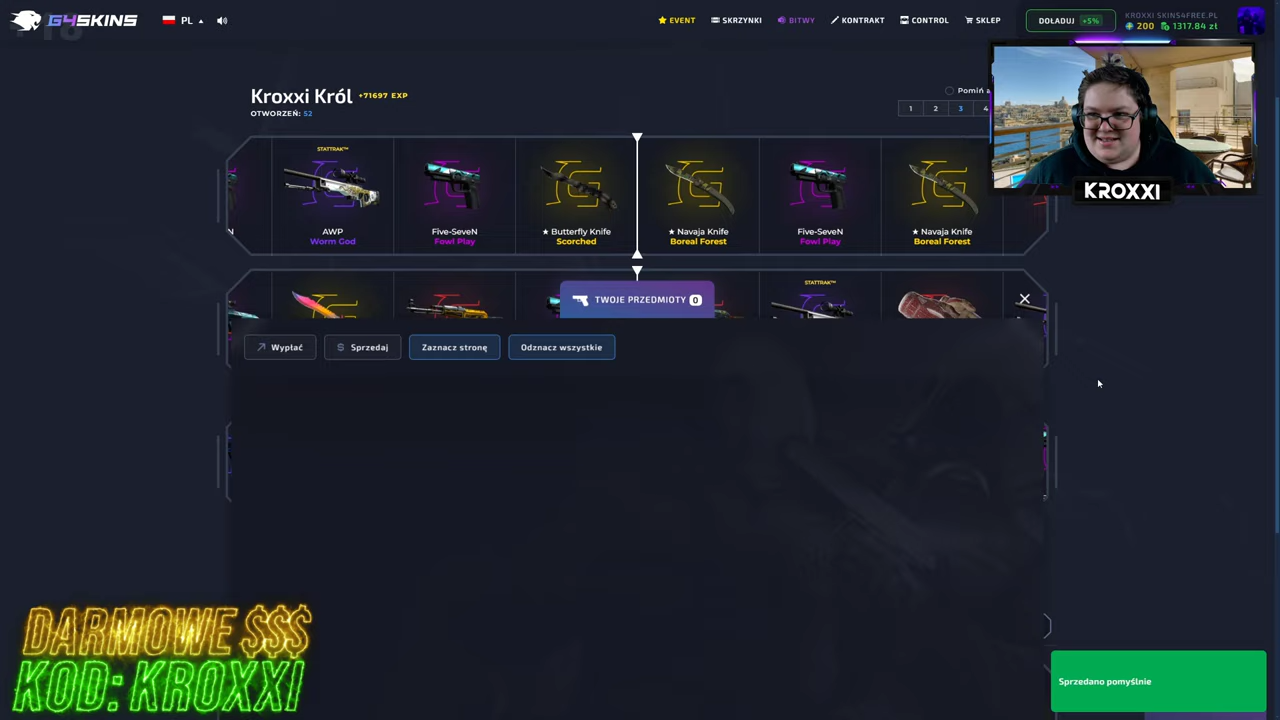 G4SKINS
PL
EVENT
SKRZYNKI
BITWY
KONTRAKT
CONTROL
SKLEP
DOŁADUJ +5%
KROXXI SKINS4FREE.PL
200 1317.84 zł
Kroxxi Król +71697 EXP
OTWORZEŃ: 52
Pomiń
1 2 3 4
KROXXI
STATTRAK™
AWP
Worm God
Five-SeveN
Fowl Play
★ Butterfly Knife
Scorched
★ Navaja Knife
Boreal Forest
Five-SeveN
Fowl Play
★ Navaja Knife
Boreal Forest
STATTRAK™
TWOJE PRZEDMIOTY 0
Wypłać
Sprzedaj
Zaznacz stronę
Odznacz wszystkie
DARMOWE $$$
KOD: KROXXI
Sprzedano pomyślnie